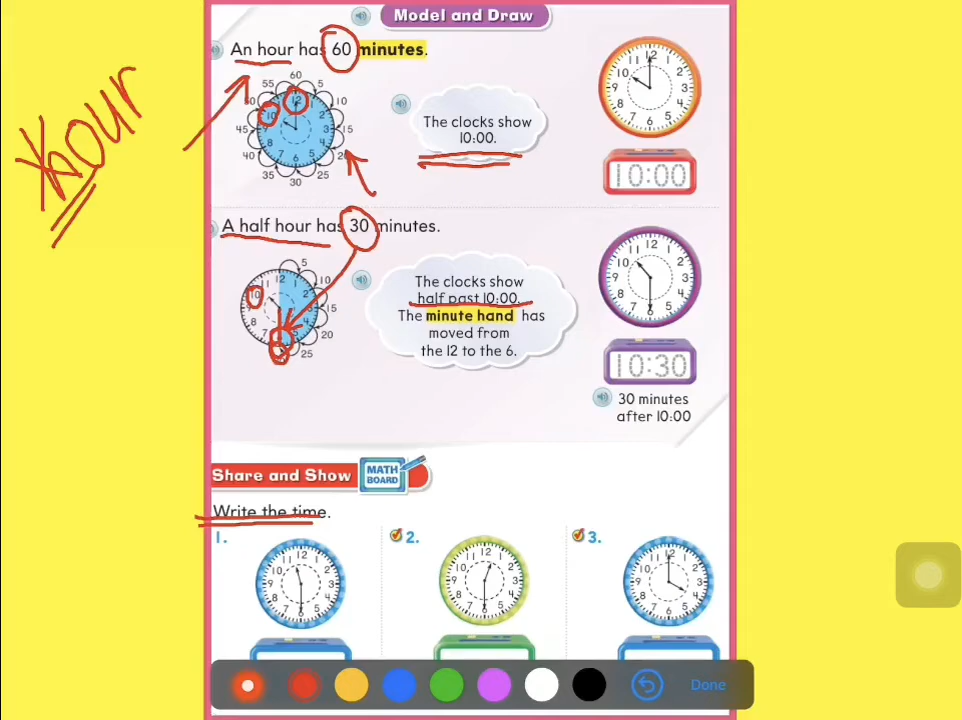 Model and Draw
An hour has 60 minutes.
hour
The clocks show
10:00.
10:00
A half hour has 30 minutes.
The clocks show
half past 10:00.
The minute hand has
moved from
the 12 to the 6.
10:30
30 minutes
after 10:00
Share and Show
MATH
BOARD
Write the time.
1.
2.
3.
Done